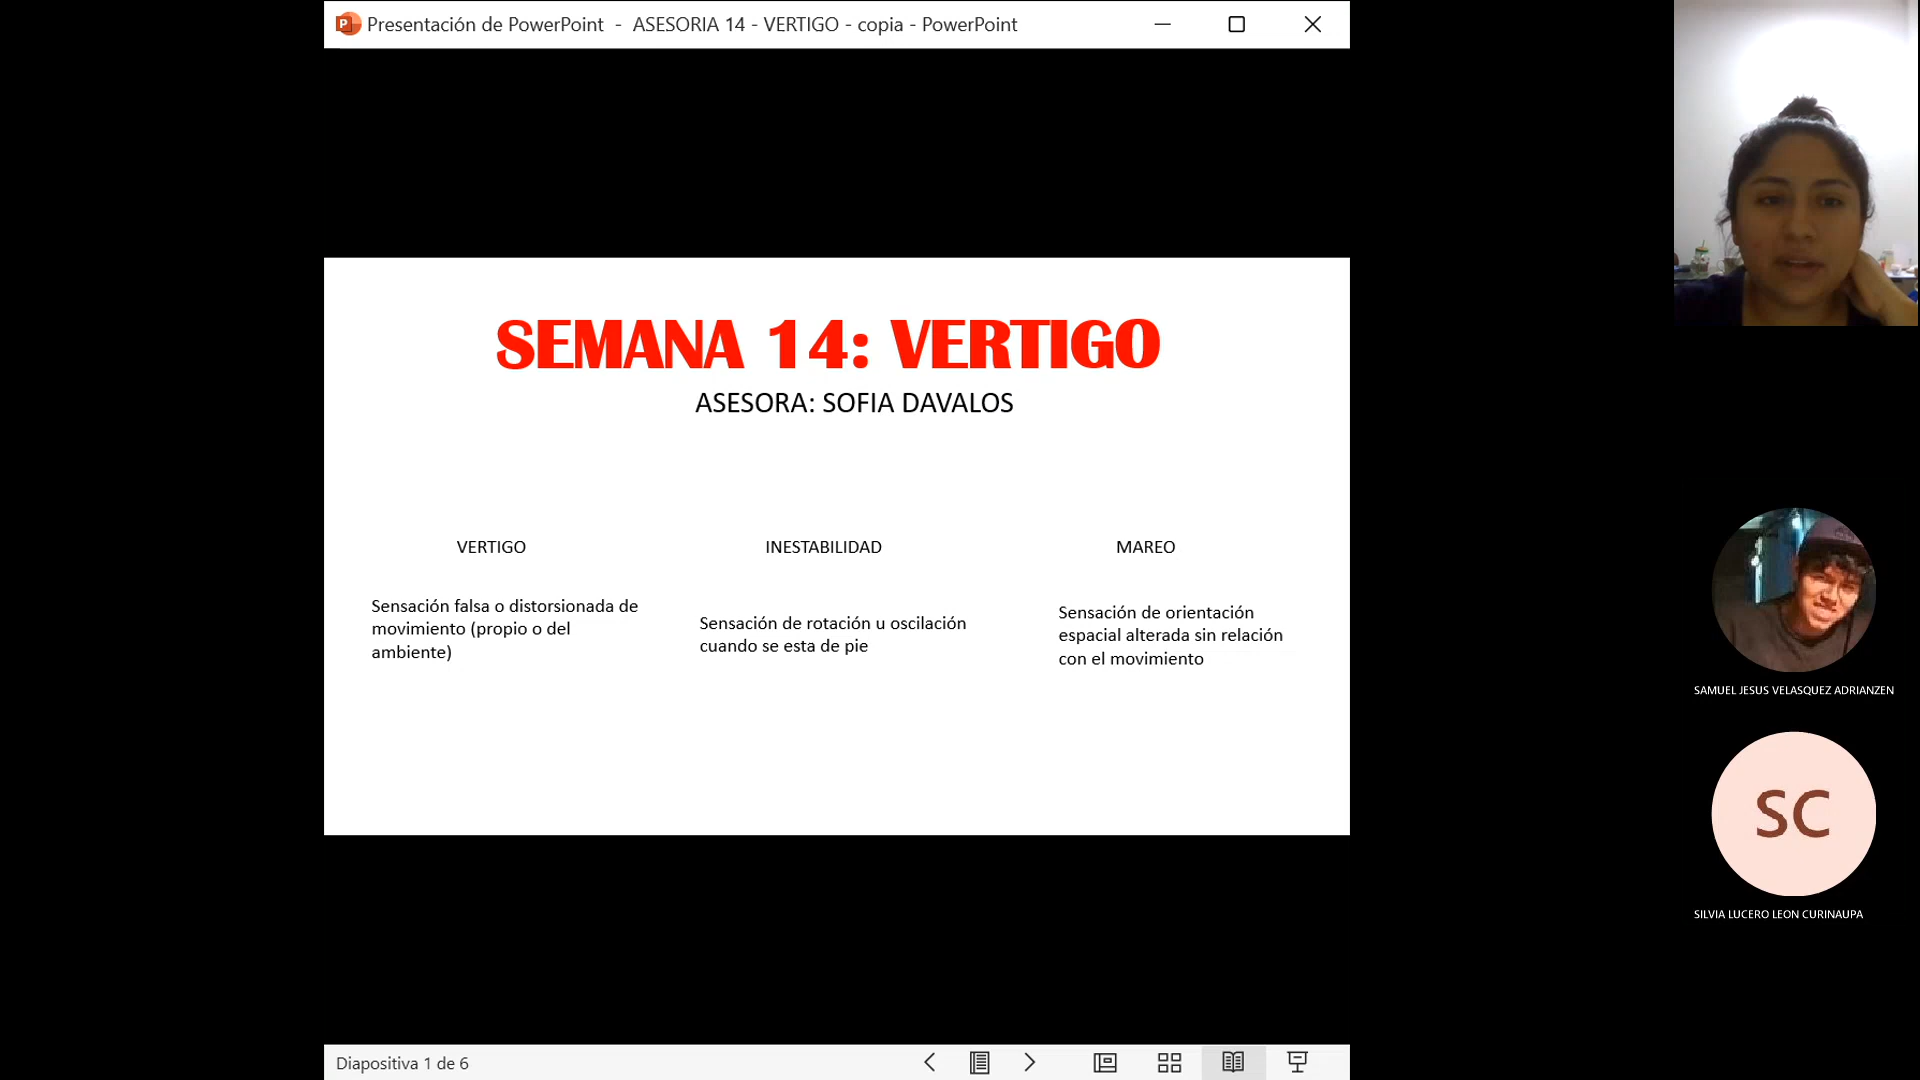 Presentación de PowerPoint - ASESORIA 14 - VERTIGO - copia - PowerPoint
SEMANA 14: VERTIGO
ASESORA: SOFIA DAVALOS
VERTIGO
Sensación falsa o distorsionada de
movimiento (propio o del
ambiente)
INESTABILIDAD
Sensación de rotación u oscilación
cuando se esta de pie
MAREO
Sensación de orientación
espacial alterada sin relación
con el movimiento
SAMUEL JESUS VELASQUEZ ADRIANZEN
SC
SILVIA LUCERO LEON CURINAUPA
Diapositiva 1 de 6